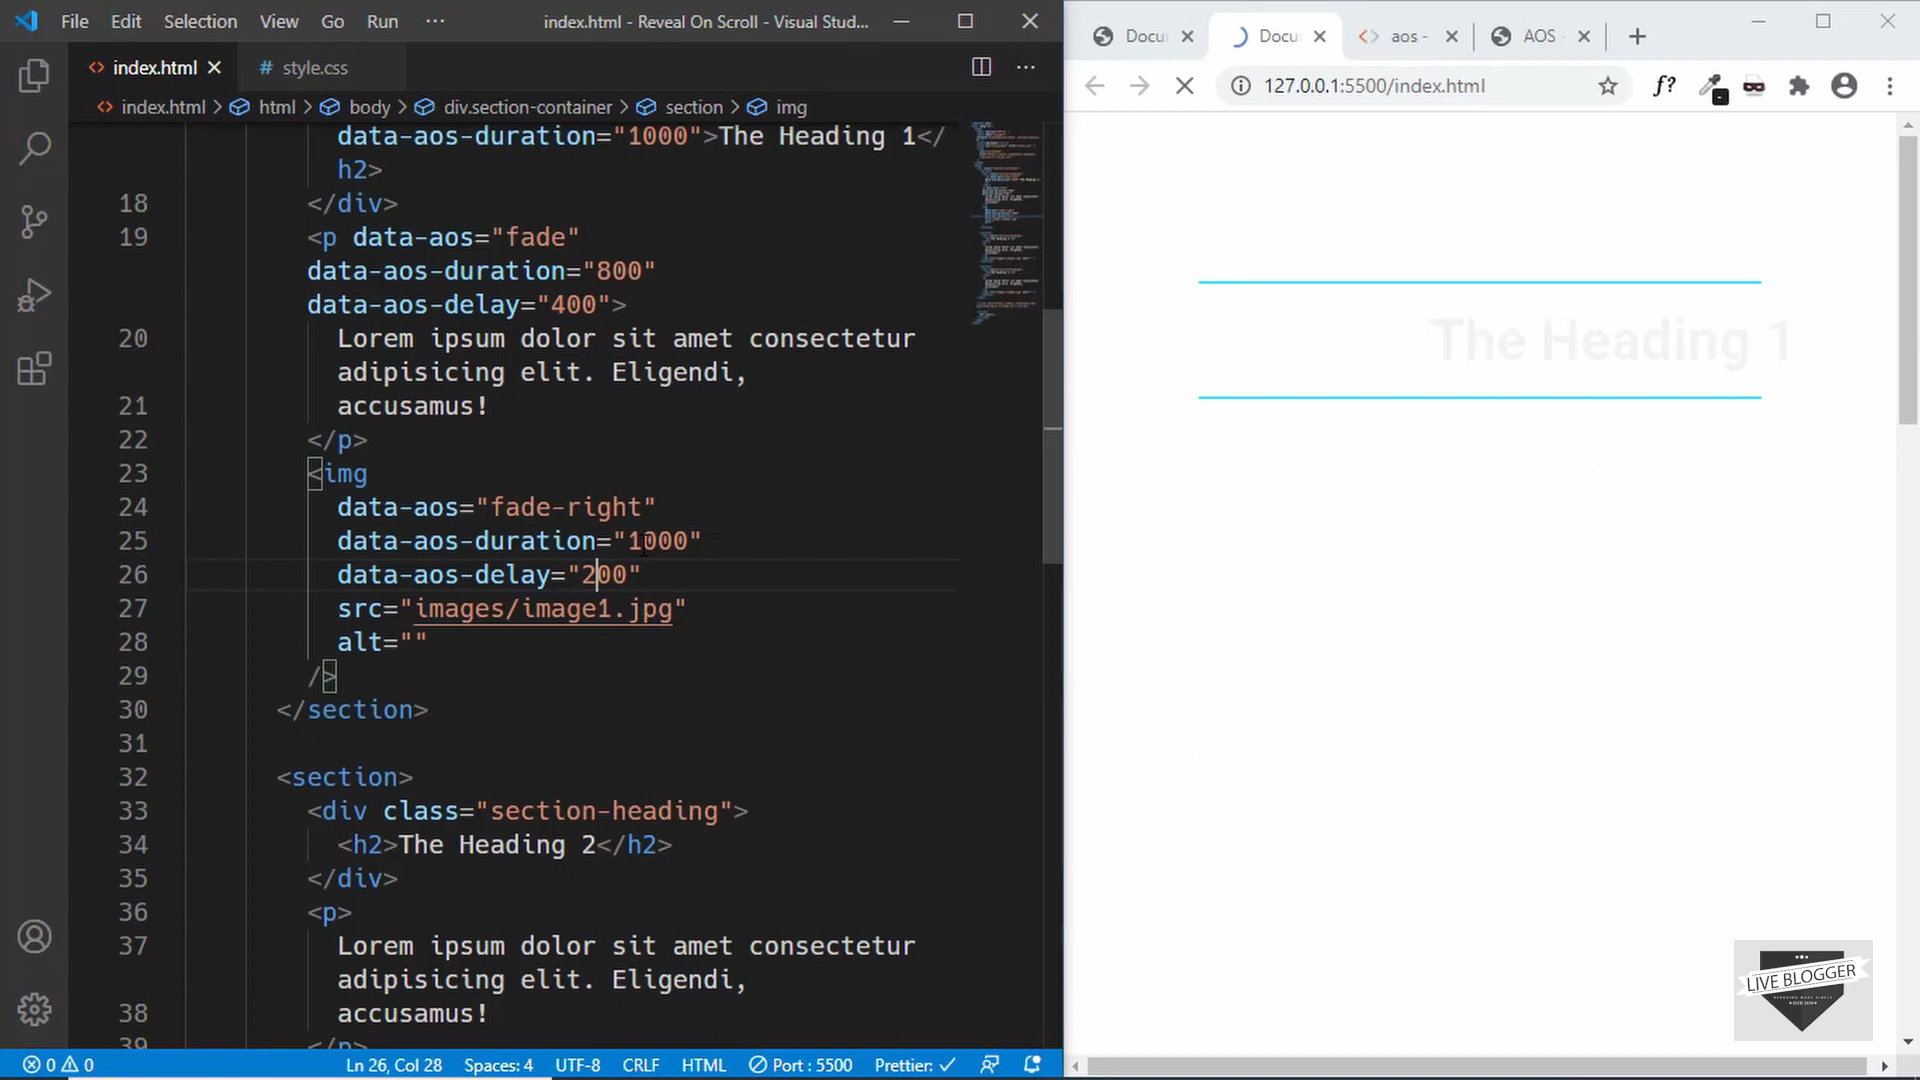 File Edit Selection View Go Run ··· index.html - Reveal On Scroll - Visual Stud...
index.html style.css
index.html > html > body > div.section-container > section > img
data-aos-duration="1000">The Heading 1</
h2>
18 </div>
19 <p data-aos="fade"
data-aos-duration="800"
data-aos-delay="400">
20 Lorem ipsum dolor sit amet consectetur
adipisicing elit. Eligendi,
21 accusamus!
22 </p>
23 <img
24 data-aos="fade-right"
25 data-aos-duration="1000"
26 data-aos-delay="200"
27 src="images/image1.jpg"
28 alt=""
29 />
30 </section>
31
32 <section>
33 <div class="section-heading">
34 <h2>The Heading 2</h2>
35 </div>
36 <p>
37 Lorem ipsum dolor sit amet consectetur
adipisicing elit. Eligendi,
38 accusamus!
39 </p>
0 0 Ln 26, Col 28 Spaces: 4 UTF-8 CRLF HTML Port : 5500 Prettier: ✓
Docu Docu aos - AOS
127.0.0.1:5500/index.html f?
The Heading 1
LIVE BLOGGER